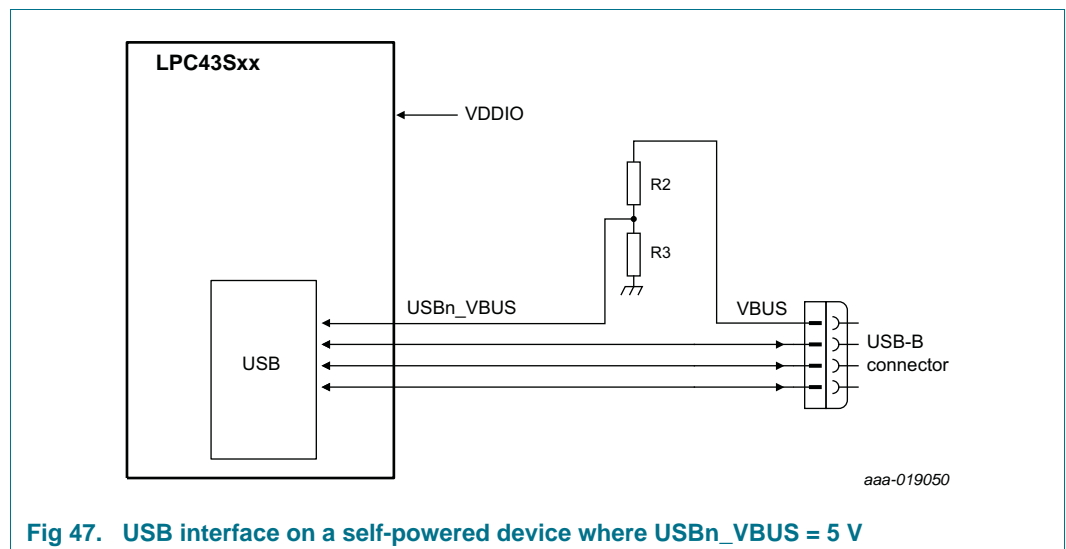 LPC43Sxx
VDDIO
R2
R3
USBn_VBUS
VBUS
USB
USB-B
connector
aaa-019050
Fig 47. USB interface on a self-powered device where USBn_VBUS = 5 V